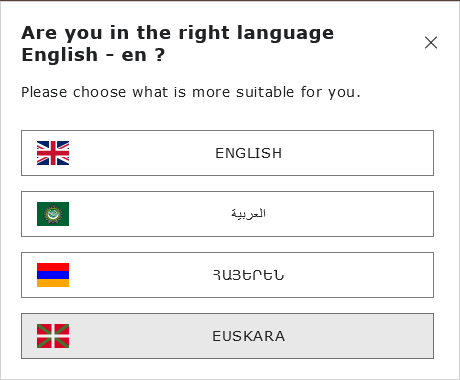 Are you in the right language
English - en ?
Please choose what is more suitable for you.
ENGLISH
العربية
ՀԱՅԵՐԵՆ
EUSKARA